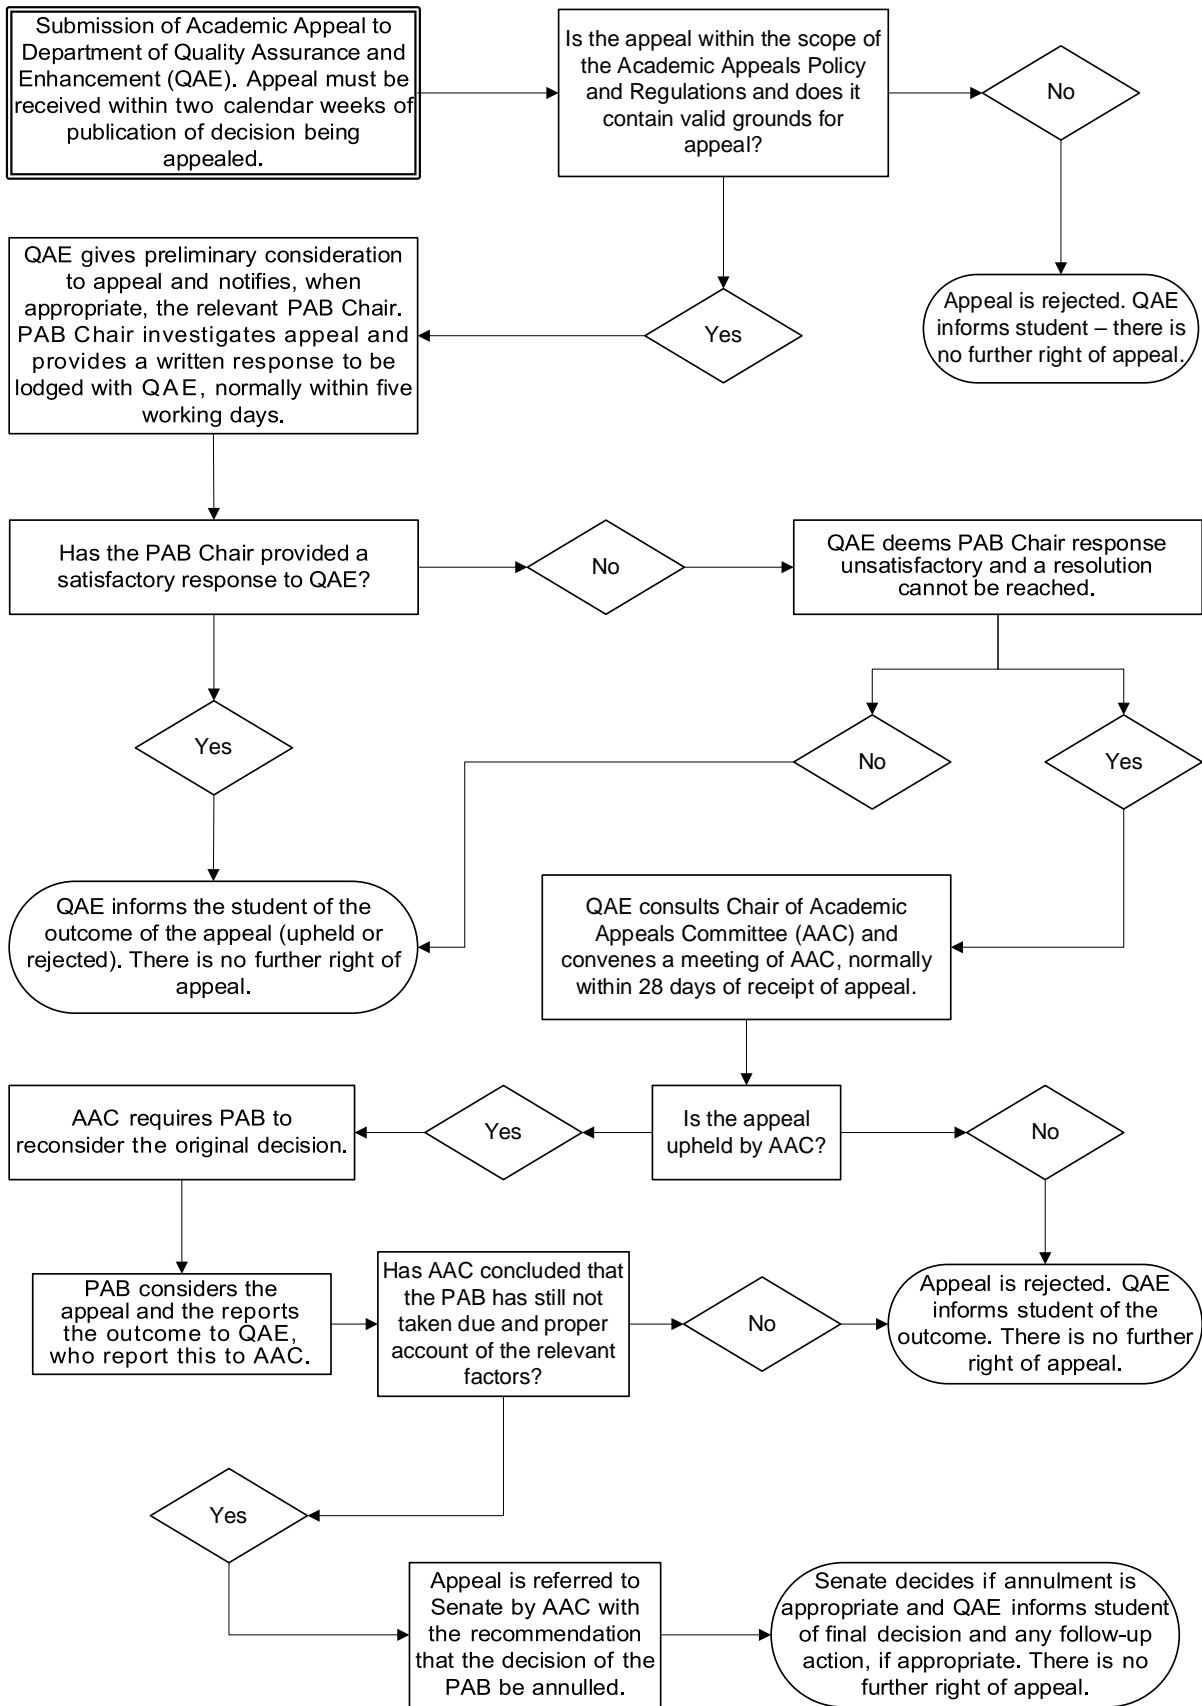 Submission of Academic Appeal to
Department of Quality Assurance and
Enhancement (QAE). Appeal must be
received within two calendar weeks of
publication of decision being
appealed.
Is the appeal within the scope of
the Academic Appeals Policy
and Regulations and does it
contain valid grounds for
appeal?
No
QAE gives preliminary consideration
to appeal and notifies, when
appropriate, the relevant PAB Chair.
PAB Chair investigates appeal and
provides a written response to be
lodged with QAE, normally within five
working days.
Yes
Appeal is rejected. QAE
informs student – there is
no further right of appeal.
Has the PAB Chair provided a
satisfactory response to QAE?
No
QAE deems PAB Chair response
unsatisfactory and a resolution
cannot be reached.
Yes
No
Yes
QAE informs the student of the
outcome of the appeal (upheld or
rejected). There is no further right of
appeal.
QAE consults Chair of Academic
Appeals Committee (AAC) and
convenes a meeting of AAC, normally
within 28 days of receipt of appeal.
AAC requires PAB to
reconsider the original decision.
Yes
Is the appeal
upheld by AAC?
No
PAB considers the
appeal and the reports
the outcome to QAE,
who report this to AAC.
Has AAC concluded that
the PAB has still not
taken due and proper
account of the relevant
factors?
No
Appeal is rejected. QAE
informs student of the
outcome. There is no further
right of appeal.
Yes
Appeal is referred to
Senate by AAC with
the recommendation
that the decision of the
PAB be annulled.
Senate decides if annulment is
appropriate and QAE informs student
of final decision and any follow-up
action, if appropriate. There is no
further right of appeal.